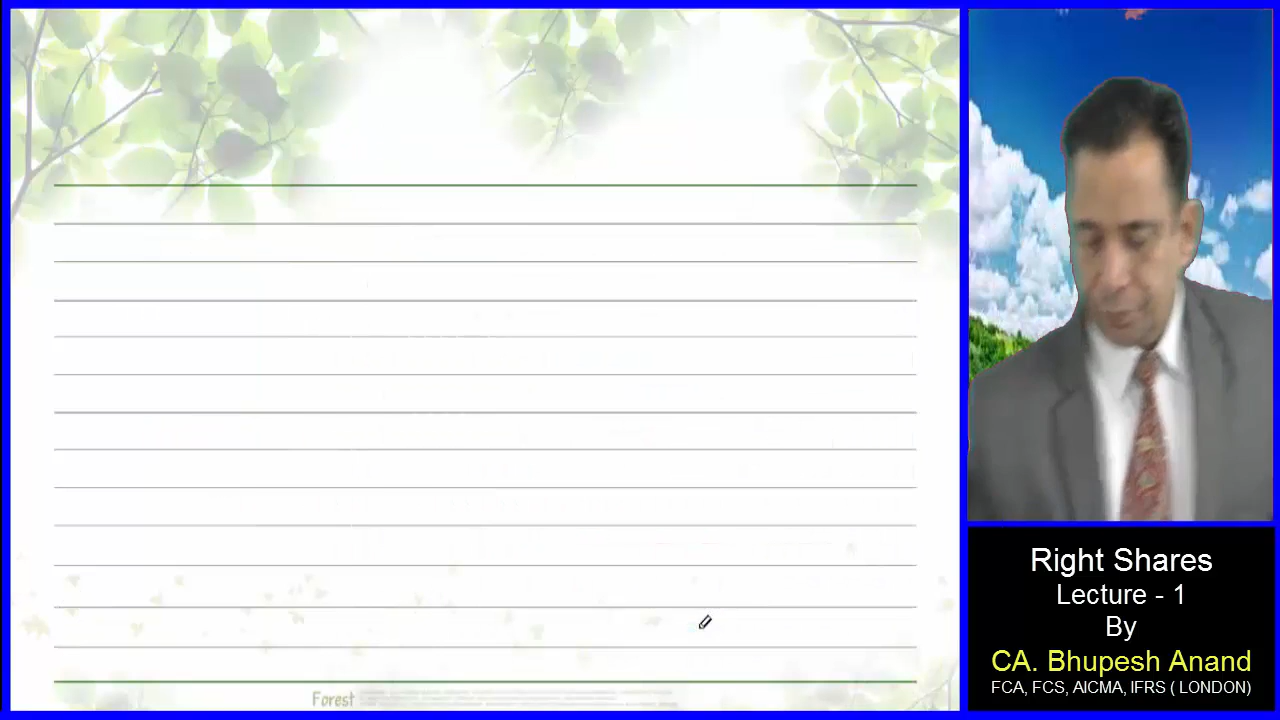 Forest
Right Shares
Lecture - 1
By
CA. Bhupesh Anand
FCA, FCS, AICMA, IFRS ( LONDON)